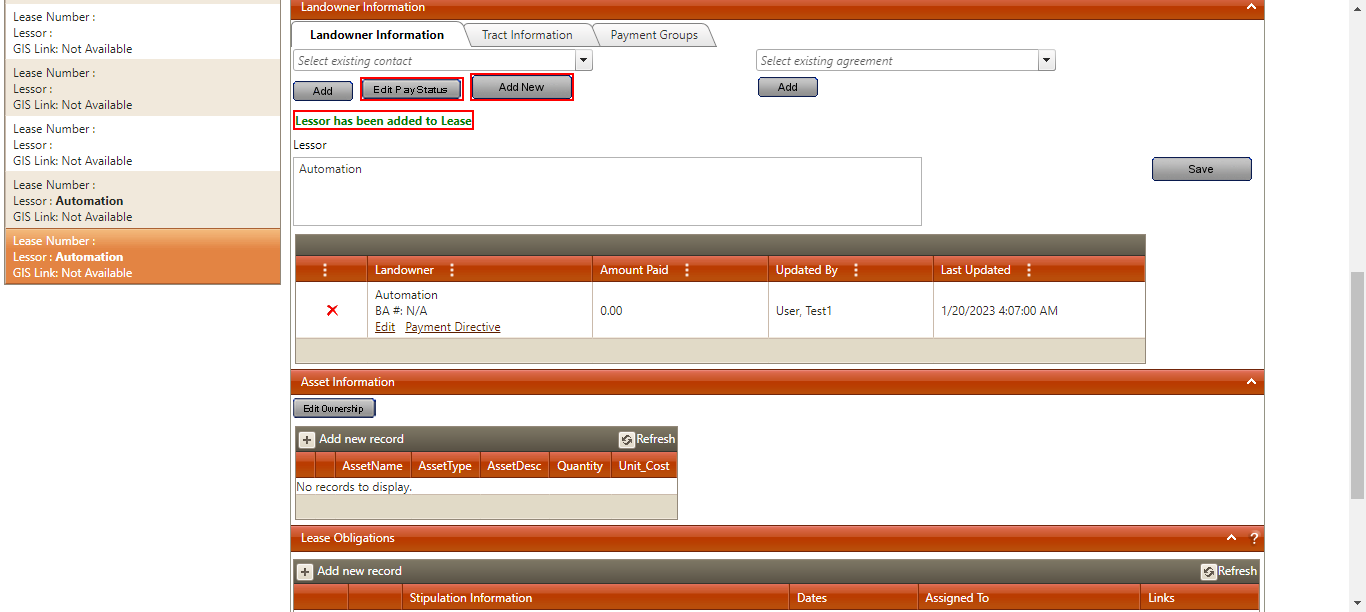 Lease Number :
Lessor :
GIS Link: Not Available
Lease Number :
Lessor :
GIS Link: Not Available
Lease Number :
Lessor :
GIS Link: Not Available
Lease Number :
Lessor : Automation
GIS Link: Not Available
Lease Number :
Lessor : Automation
GIS Link: Not Available
Landowner Information
Landowner Information Tract Information Payment Groups
Select existing contact Select existing agreement
Add Edit Pay Status Add New Add
Lessor has been added to Lease
Lessor
Automation
Save
Landowner Amount Paid Updated By Last Updated
Automation
BA #: N/A
Edit Payment Directive
0.00 User, Test1 1/20/2023 4:07:00 AM
Asset Information
Edit Ownership
Add new record Refresh
AssetName AssetType AssetDesc Quantity Unit_Cost
No records to display.
Lease Obligations ?
Add new record Refresh
Stipulation Information Dates Assigned To Links